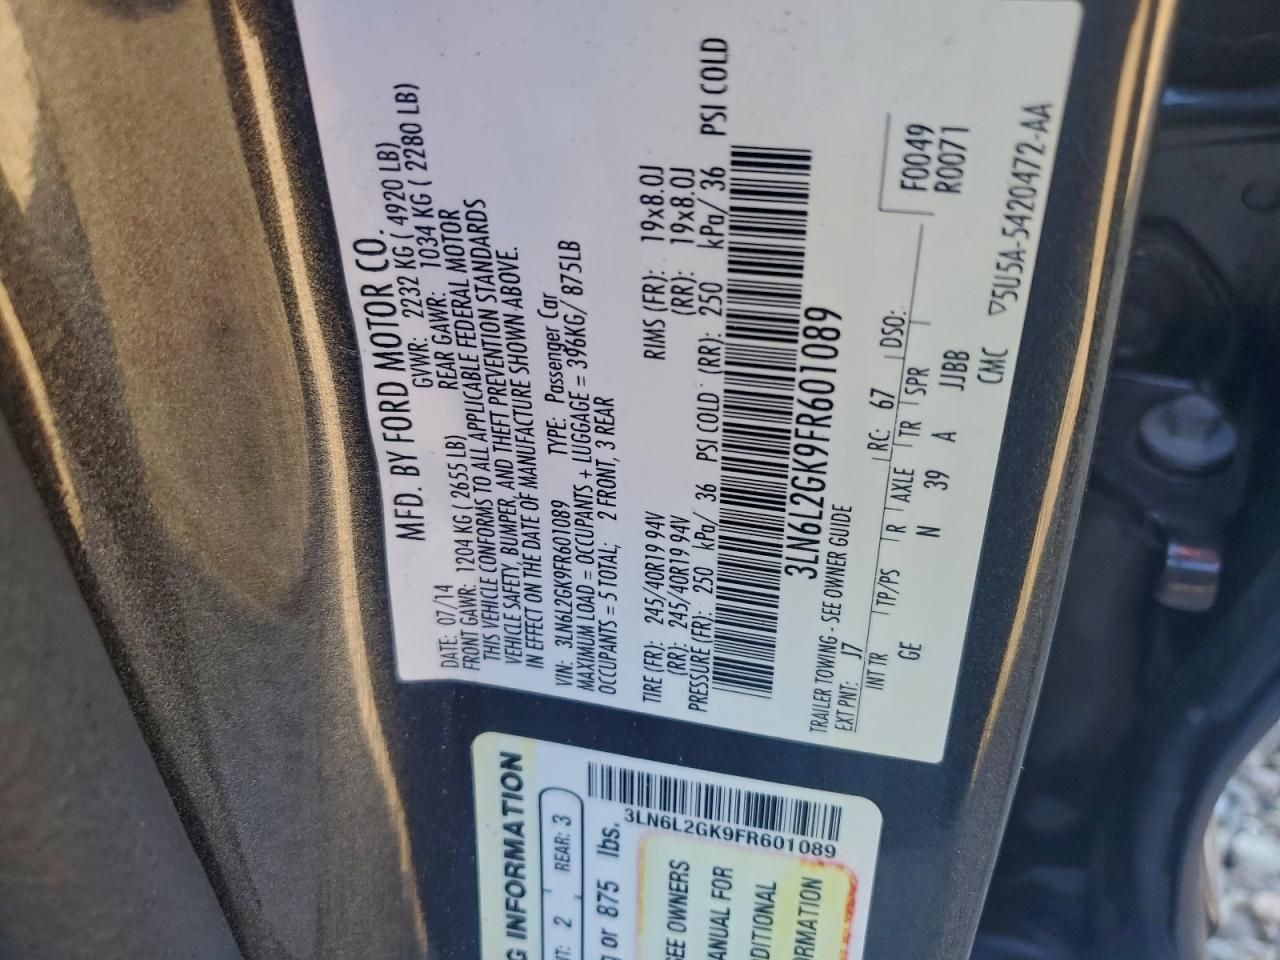 MFD. BY FORD MOTOR CO.
DATE: 07/14 GVWR: 2232 KG ( 4920 LB)
FRONT GAWR: 1204 KG ( 2655 LB) REAR GAWR: 1034 KG ( 2280 LB)
THIS VEHICLE CONFORMS TO ALL APPLICABLE FEDERAL MOTOR
VEHICLE SAFETY, BUMPER, AND THEFT PREVENTION STANDARDS
IN EFFECT ON THE DATE OF MANUFACTURE SHOWN ABOVE.
VIN: 3LN6L2GK9FR601089 TYPE: Passenger Car
MAXIMUM LOAD = OCCUPANTS + LUGGAGE = 396KG/ 875LB
OCCUPANTS = 5 TOTAL; 2 FRONT, 3 REAR
TIRE (FR): 245/40R19 94V RIMS (FR): 19x8.0J
(RR): 245/40R19 94V (RR): 19x8.0J
PRESSURE (FR): 250 kPa/ 36 PSI COLD (RR): 250 kPa/ 36 PSI COLD
3LN6L2GK9FR601089
TRAILER TOWING - SEE OWNER GUIDE
EXT PNT: J7 RC: 67 DSO: F0049
R0071
INT TR TP/PS R AXLE TR SPR
GE N 39 A JJBB
CMC ▽5U5A-5420472-AA
G INFORMATION
2 REAR: 3
or 875 lbs.
3LN6L2GK9FR601089
SEE OWNERS
ANUAL FOR
DITIONAL
ORMATION